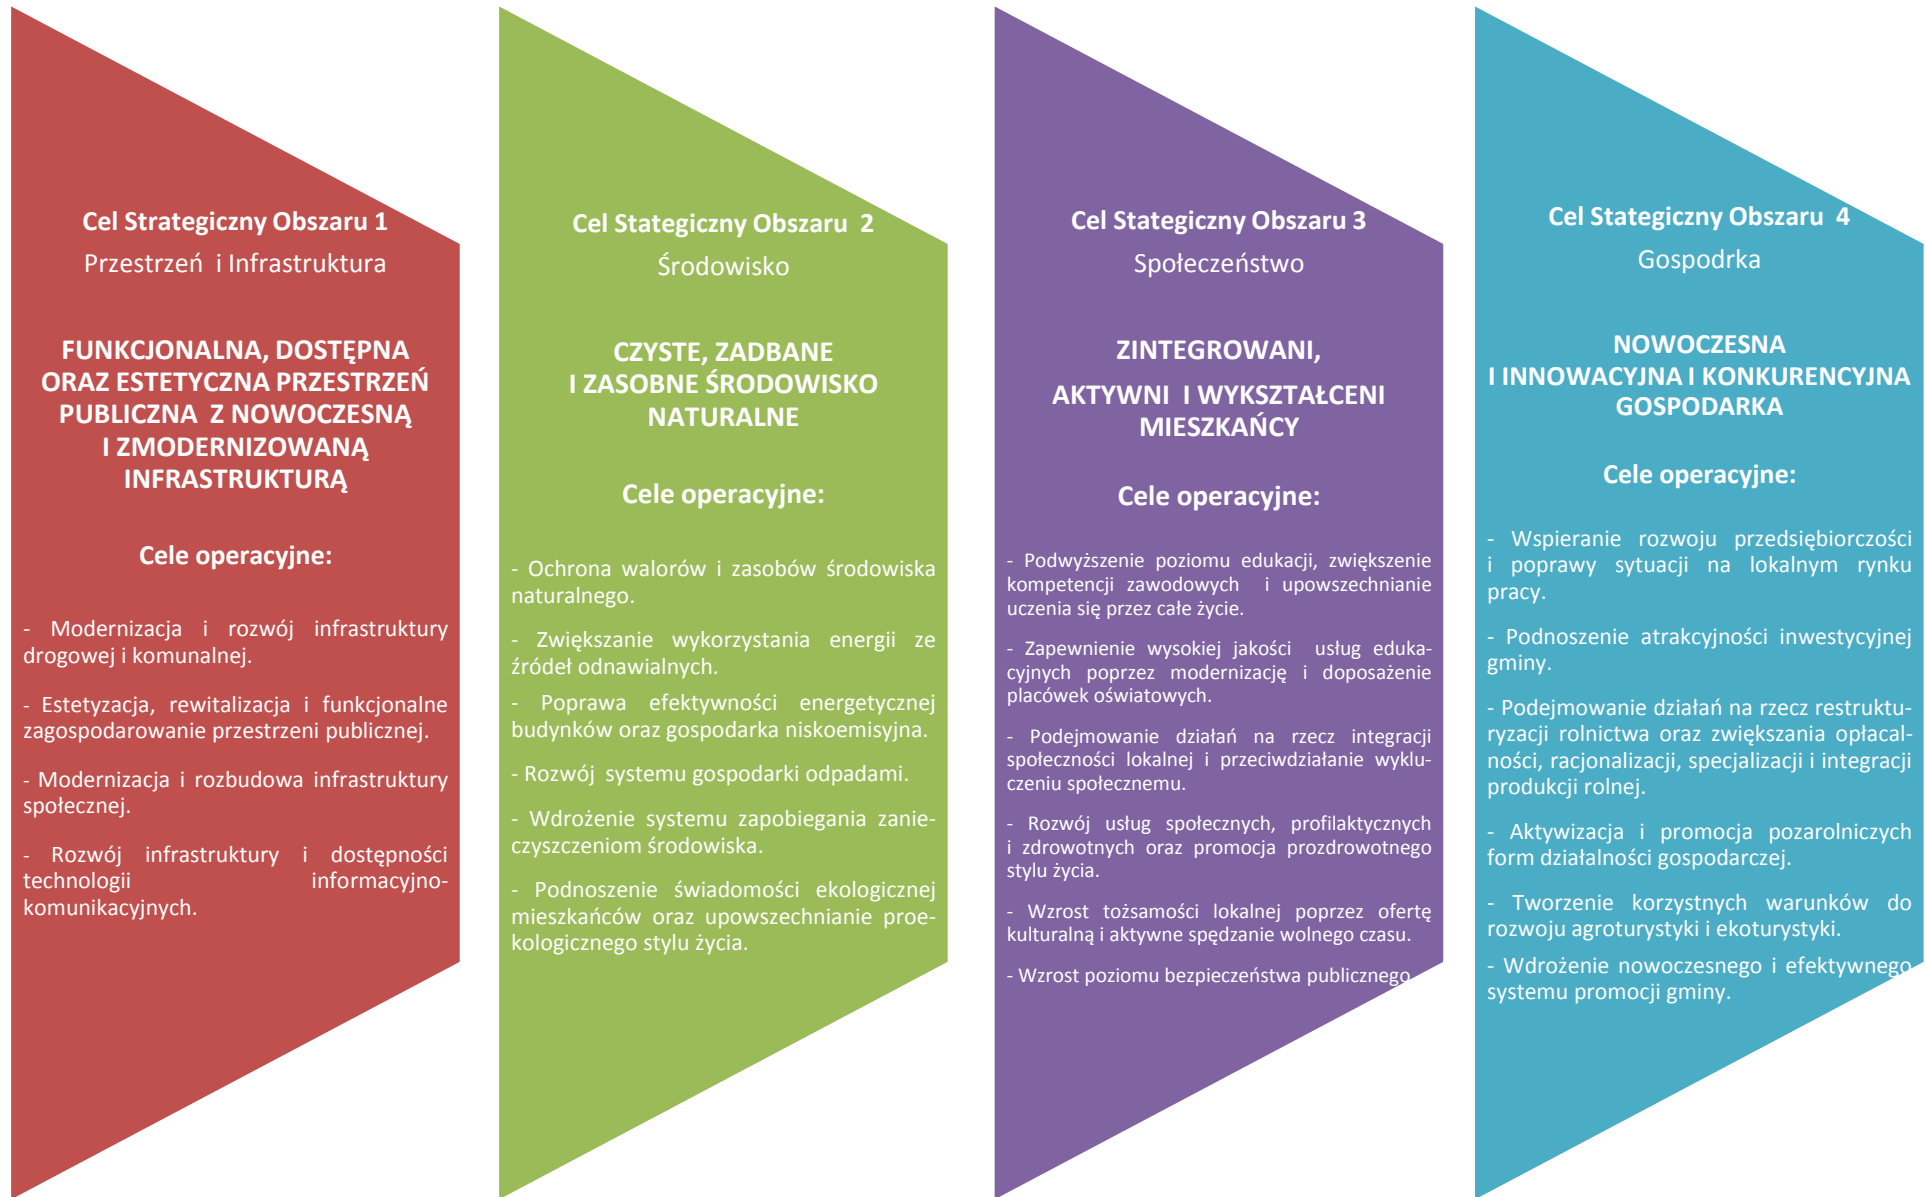 Cel Strategiczny Obszaru 1
Przestrzeń i Infrastruktura
FUNKCJONALNA, DOSTĘPNA
ORAZ ESTETYCZNA PRZESTRZEŃ
PUBLICZNA Z NOWOCZESNĄ
I ZMODERNIZOWANĄ
INFRASTRUKTURĄ
Cele operacyjne:
- Modernizacja i rozwój infrastruktury
drogowej i komunalnej.
- Estetyzacja, rewitalizacja i funkcjonalne
zagospodarowanie przestrzeni publicznej.
- Modernizacja i rozbudowa infrastruktury
społecznej.
- Rozwój infrastruktury i dostępności
technologii informacyjno-
komunikacyjnych.
Cel Stategiczny Obszaru 2
Środowisko
CZYSTE, ZADBANE
I ZASOBNE ŚRODOWISKO
NATURALNE
Cele operacyjne:
- Ochrona walorów i zasobów środowiska
naturalnego.
- Zwiększanie wykorzystania energii ze
źródeł odnawialnych.
- Poprawa efektywności energetycznej
budynków oraz gospodarka niskoemisyjna.
- Rozwój systemu gospodarki odpadami.
- Wdrożenie systemu zapobiegania zanie-
czyszczeniom środowiska.
- Podnoszenie świadomości ekologicznej
mieszkańców oraz upowszechnianie proe-
kologicznego stylu życia.
Cel Stategiczny Obszaru 3
Społeczeństwo
ZINTEGROWANI,
AKTYWNI I WYKSZTAŁCENI
MIESZKAŃCY
Cele operacyjne:
- Podwyższenie poziomu edukacji, zwiększenie
kompetencji zawodowych i upowszechnianie
uczenia się przez całe życie.
- Zapewnienie wysokiej jakości usług eduka-
cyjnych poprzez modernizację i doposażenie
placówek oświatowych.
- Podejmowanie działań na rzecz integracji
społeczności lokalnej i przeciwdziałanie wyklu-
czeniu społecznemu.
- Rozwój usług społecznych, profilaktycznych
i zdrowotnych oraz promocja prozdrowotnego
stylu życia.
- Wzrost tożsamości lokalnej poprzez ofertę
kulturalną i aktywne spędzanie wolnego czasu.
- Wzrost poziomu bezpieczeństwa publicznego.
Cel Stategiczny Obszaru 4
Gospodrka
NOWOCZESNA
I INNOWACYJNA I KONKURENCYJNA
GOSPODARKA
Cele operacyjne:
- Wspieranie rozwoju przedsiębiorczości
i poprawy sytuacji na lokalnym rynku
pracy.
- Podnoszenie atrakcyjności inwestycyjnej
gminy.
- Podejmowanie działań na rzecz restruktu-
ryzacji rolnictwa oraz zwiększania opłacal-
ności, racjonalizacji, specjalizacji i integracji
produkcji rolnej.
- Aktywizacja i promocja pozarolniczych
form działalności gospodarczej.
- Tworzenie korzystnych warunków do
rozwoju agroturystyki i ekoturystyki.
- Wdrożenie nowoczesnego i efektywnego
systemu promocji gminy.